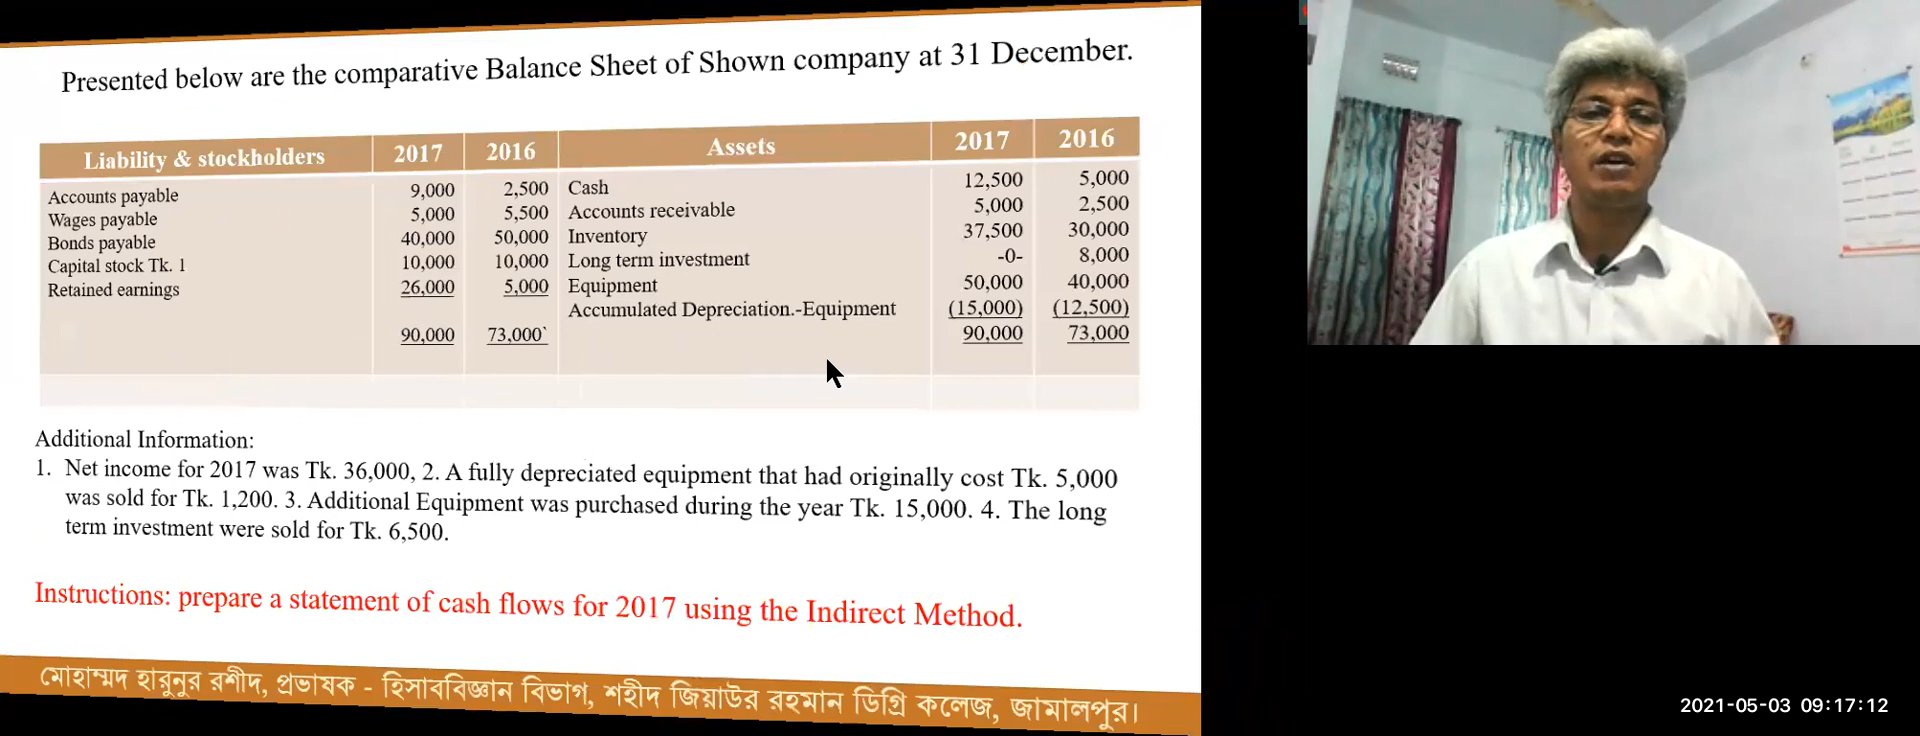 Presented below are the comparative Balance Sheet of Shown company at 31 December.
Liability & stockholders 2017 2016 Assets 2017 2016
Accounts payable 9,000 2,500 Cash 12,500 5,000
Wages payable 5,000 5,500 Accounts receivable 5,000 2,500
Bonds payable 40,000 50,000 Inventory 37,500 30,000
Capital stock Tk. 1 10,000 10,000 Long term investment -0- 8,000
Retained earnings 26,000 5,000 Equipment 50,000 40,000
Accumulated Depreciation.-Equipment (15,000) (12,500)
90,000 73,000` 90,000 73,000
Additional Information:
1. Net income for 2017 was Tk. 36,000, 2. A fully depreciated equipment that had originally cost Tk. 5,000
was sold for Tk. 1,200. 3. Additional Equipment was purchased during the year Tk. 15,000. 4. The long
term investment were sold for Tk. 6,500.
Instructions: prepare a statement of cash flows for 2017 using the Indirect Method.
মোহাম্মদ হারুনুর রশীদ, প্রভাষক - হিসাববিজ্ঞান বিভাগ, শহীদ জিয়াউর রহমান ডিগ্রি কলেজ, জামালপুর।
2021-05-03 09:17:12